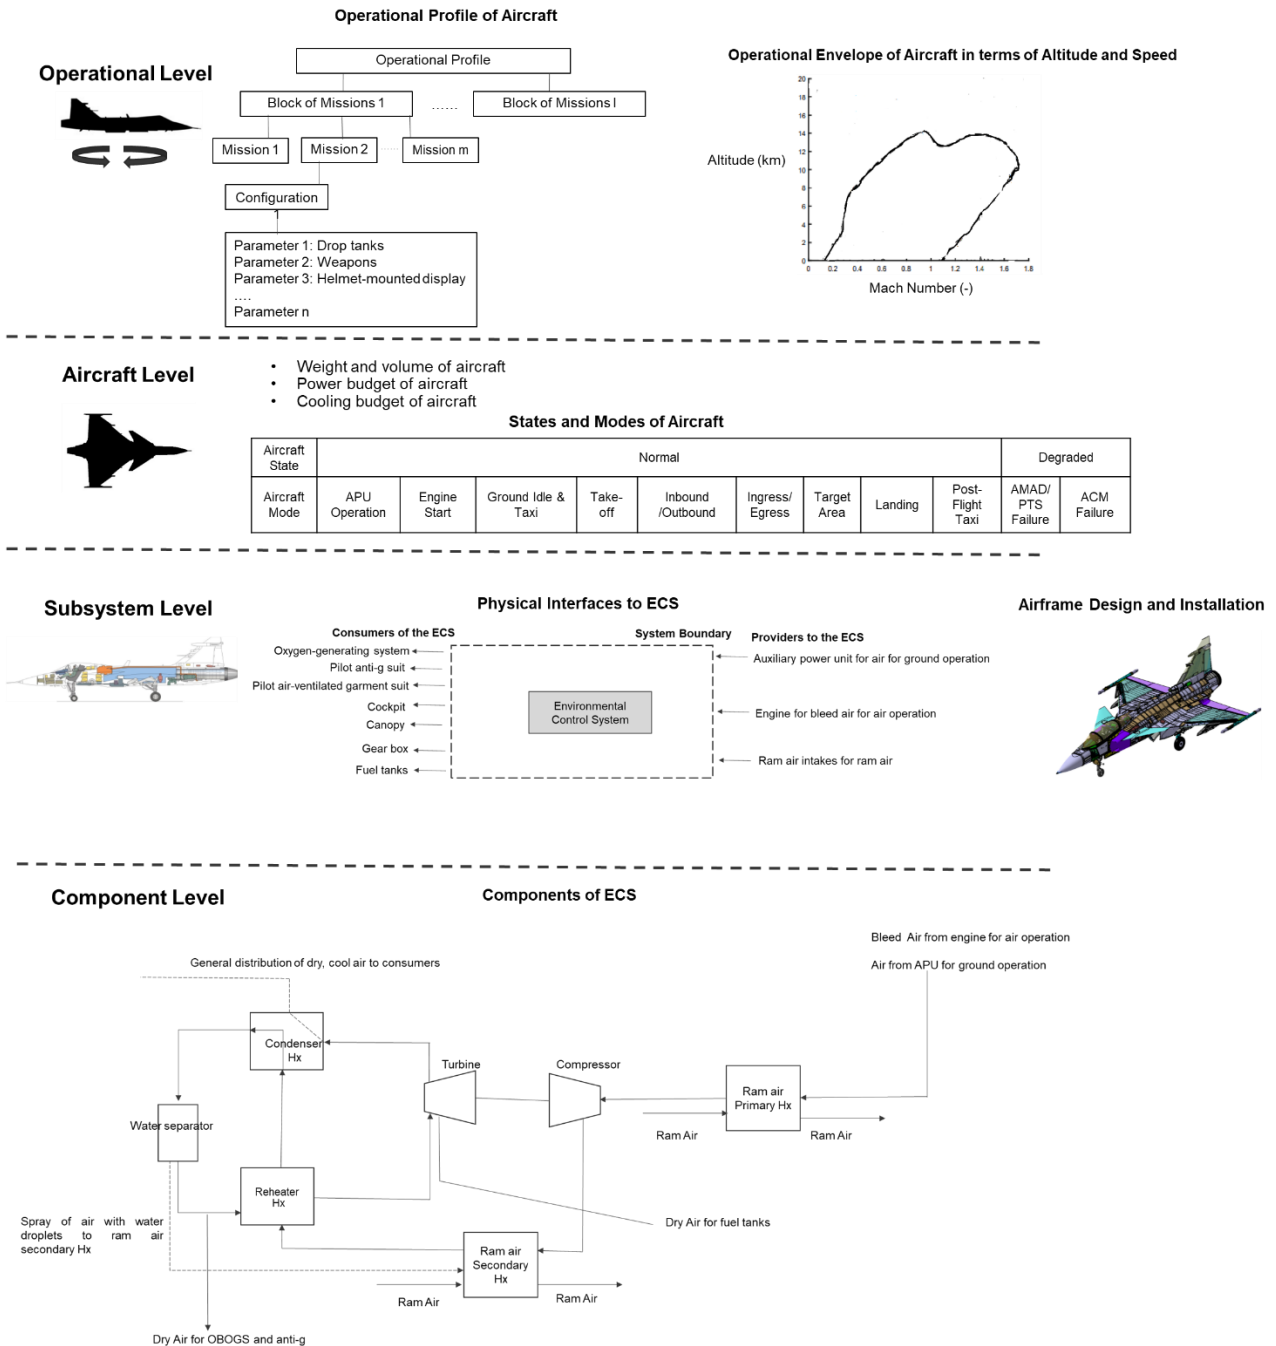 Operational Profile of Aircraft
Operational Level
Operational Profile
Block of Missions 1
......
Block of Missions I
Mission 1
Mission 2
......
Mission m
Configuration
1
Parameter 1: Drop tanks
Parameter 2: Weapons
Parameter 3: Helmet-mounted display
....
Parameter n
Operational Envelope of Aircraft in terms of Altitude and Speed
Altitude (km)
20
18
16
14
12
10
8
6
4
2
0
0 0.2 0.4 0.6 0.8 1 1.2 1.4 1.6 1.8
Mach Number (-)
Aircraft Level
• Weight and volume of aircraft
• Power budget of aircraft
• Cooling budget of aircraft
States and Modes of Aircraft
Aircraft
State
Normal
Degraded
Aircraft
Mode
APU
Operation
Engine
Start
Ground Idle &
Taxi
Take-
off
Inbound
/Outbound
Ingress/
Egress
Target
Area
Landing
Post-
Flight
Taxi
AMAD/
PTS
Failure
ACM
Failure
Subsystem Level
Physical Interfaces to ECS
Airframe Design and Installation
Consumers of the ECS
System Boundary
Providers to the ECS
Oxygen-generating system
Pilot anti-g suit
Pilot air-ventilated garment suit
Cockpit
Canopy
Gear box
Fuel tanks
Environmental
Control System
Auxiliary power unit for air for ground operation
Engine for bleed air for air operation
Ram air intakes for ram air
Component Level
Components of ECS
Bleed Air from engine for air operation
Air from APU for ground operation
General distribution of dry, cool air to consumers
Condenser
Hx
Turbine
Compressor
Ram air
Primary Hx
Ram Air
Ram Air
Water separator
Reheater
Hx
Spray of air with water
droplets to ram air
secondary Hx
Dry Air for fuel tanks
Ram air
Secondary
Hx
Ram Air
Ram Air
Dry Air for OBOGS and anti-g